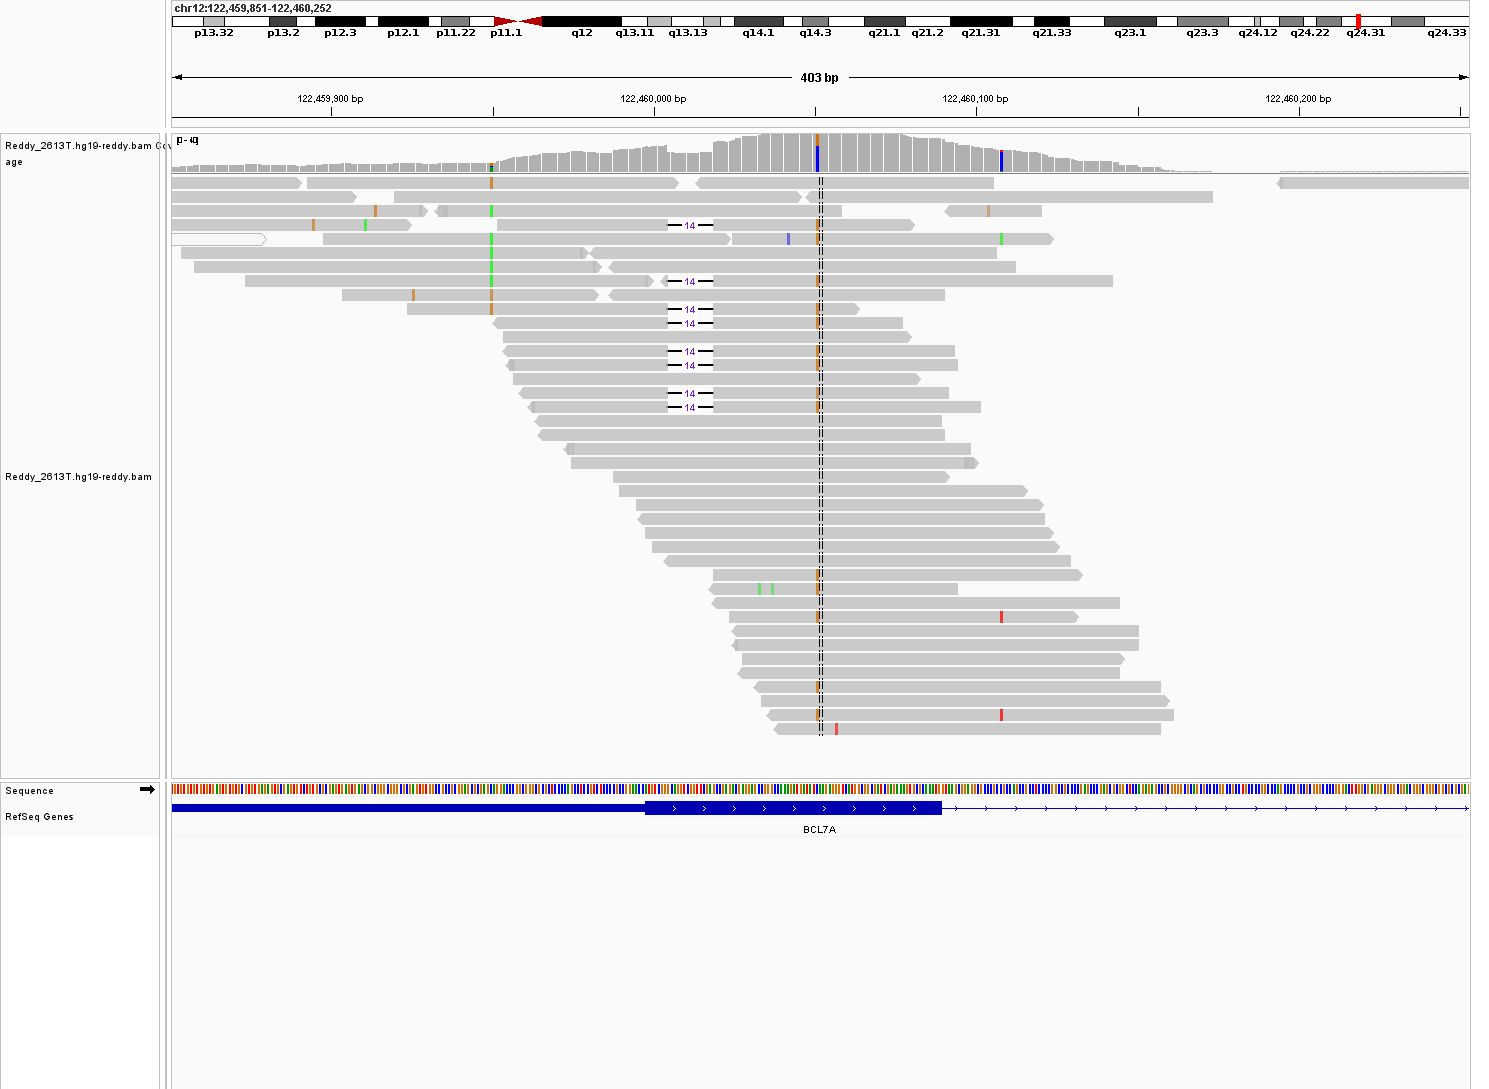 chr12:122,459,851-122,460,252
p13.32 p13.2 p12.3 p12.1 p11.22 p11.1 q12 q13.11 q13.13 q14.1 q14.3 q21.1 q21.2 q21.31 q21.33 q23.1 q23.3 q24.12 q24.22 q24.31 q24.33
403 bp
122,459,900 bp 122,460,000 bp 122,460,100 bp 122,460,200 bp
Reddy_2613T.hg19-reddy.bam Cov
age
14
14
14
14
14
14
14
14
Reddy_2613T.hg19-reddy.bam
Sequence
RefSeq Genes
BCL7A